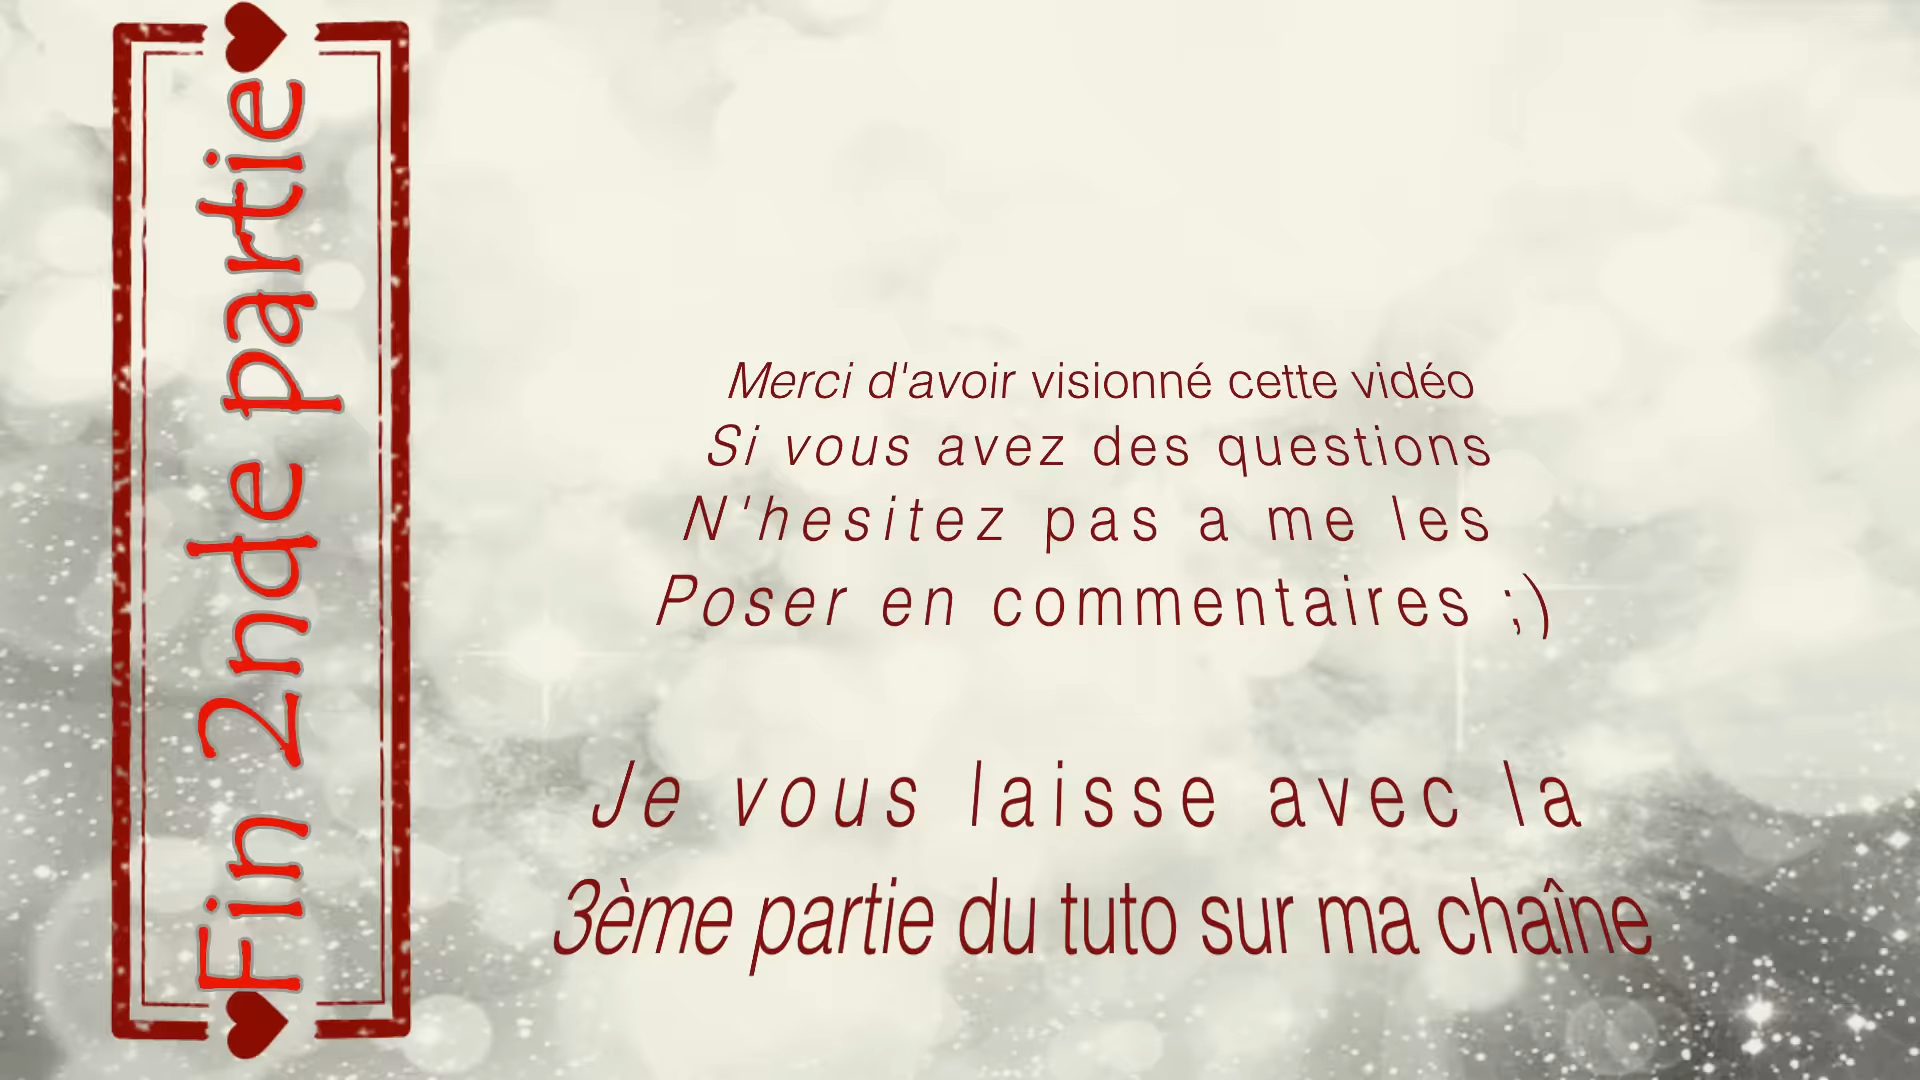 Fin 2nde partie
Merci d'avoir visionné cette vidéo
Si vous avez des questions
N'hesitez pas a me les
Poser en commentaires ;)
Je vous laisse avec la
3ème partie du tuto sur ma chaîne